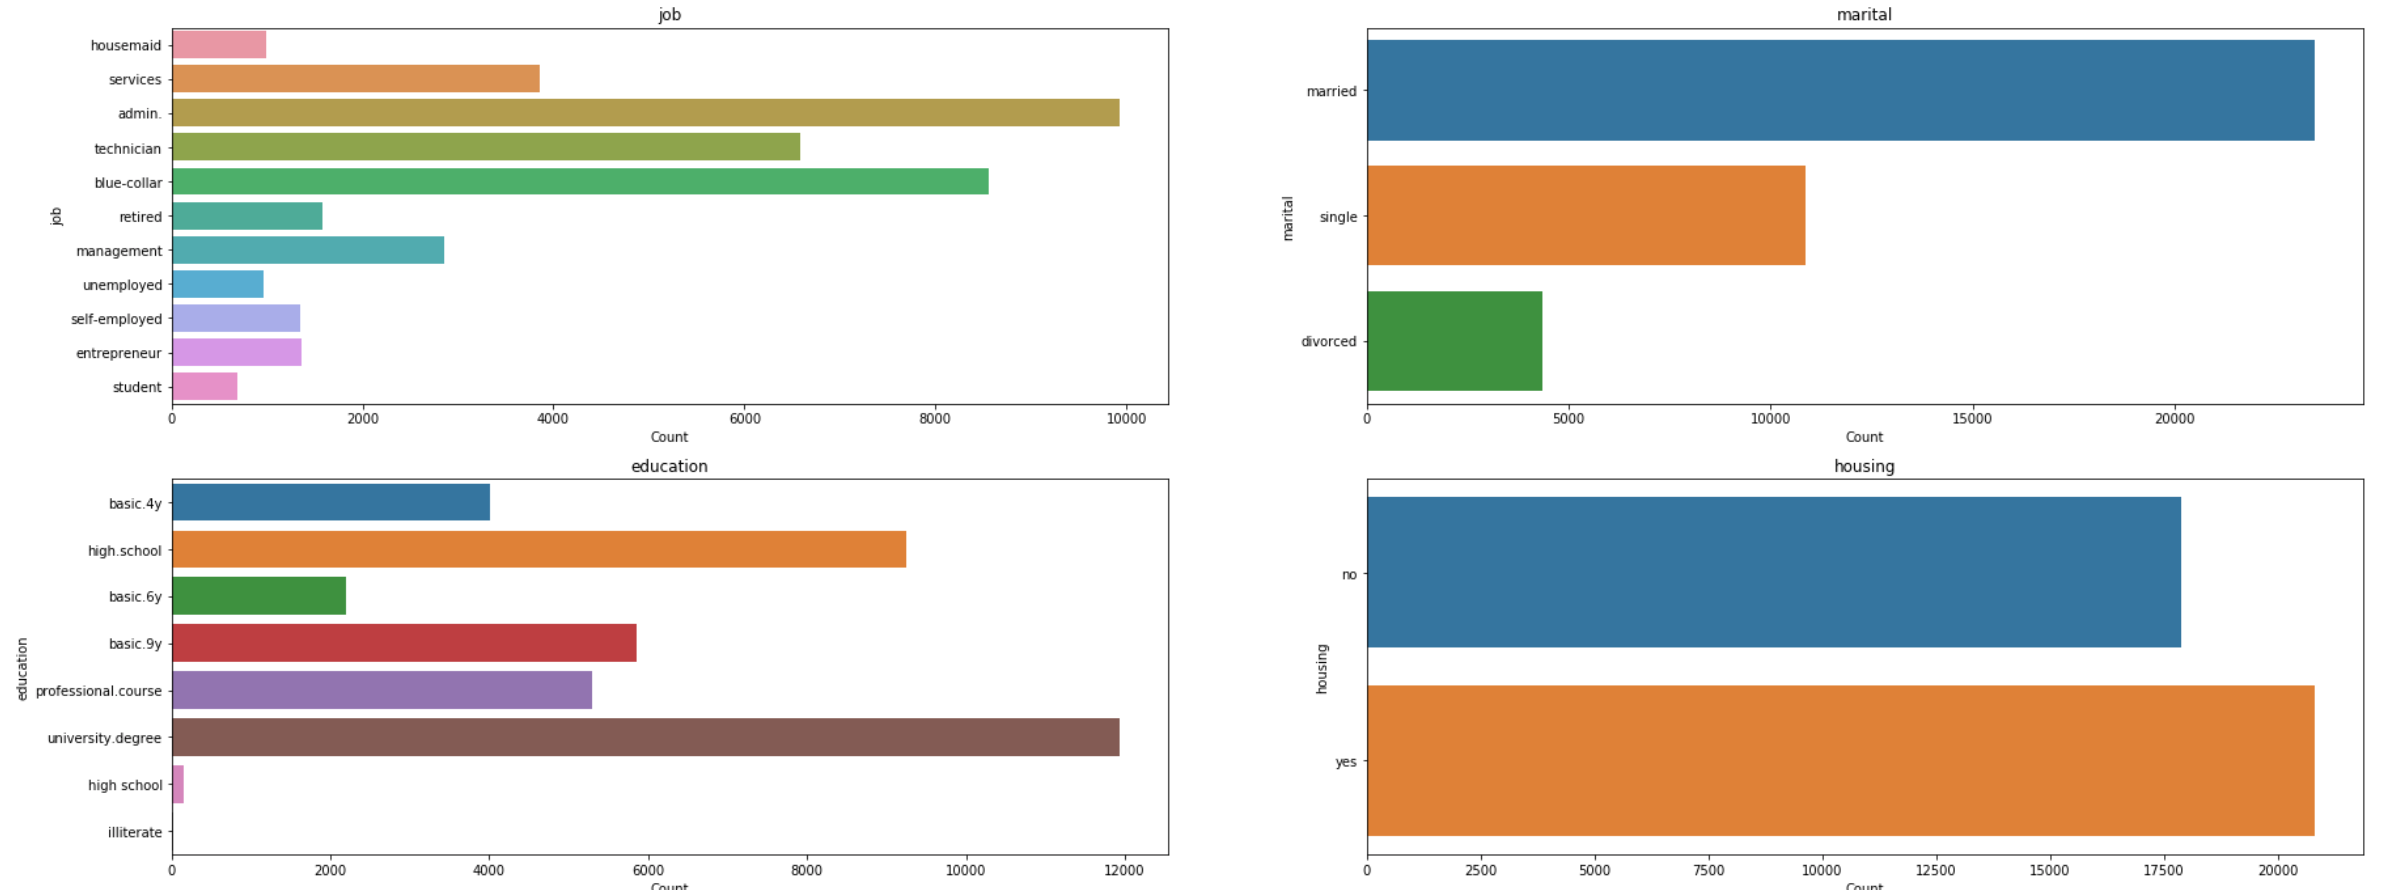 job
housemaid
services
admin.
technician
blue-collar
retired
management
unemployed
self-employed
entrepreneur
student
job
0 2000 4000 6000 8000 10000
Count
marital
married
single
divorced
marital
0 5000 10000 15000 20000
Count
education
basic.4y
high.school
basic.6y
basic.9y
professional.course
university.degree
high school
illiterate
education
0 2000 4000 6000 8000 10000 12000
Count
housing
no
yes
housing
0 2500 5000 7500 10000 12500 15000 17500 20000
Count